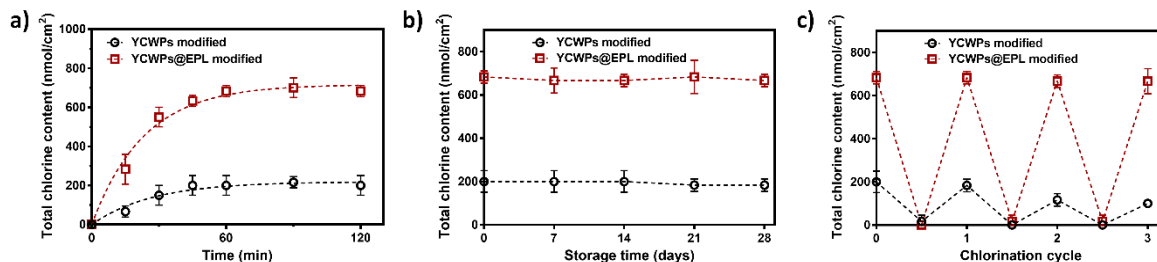 a)
Total chlorine content (nmol/cm²)
1000
800
600
400
200
0
YCWPs modified
YCWPs@EPL modified
0 30 60 90 120
Time (min)
b)
Total chlorine content (nmol/cm²)
800
600
400
200
0
YCWPs modified
YCWPs@EPL modified
0 7 14 21 28
Storage time (days)
c)
Total chlorine content (nmol/cm²)
800
600
400
200
0
YCWPs modified
YCWPs@EPL modified
0 1 2 3
Chlorination cycle